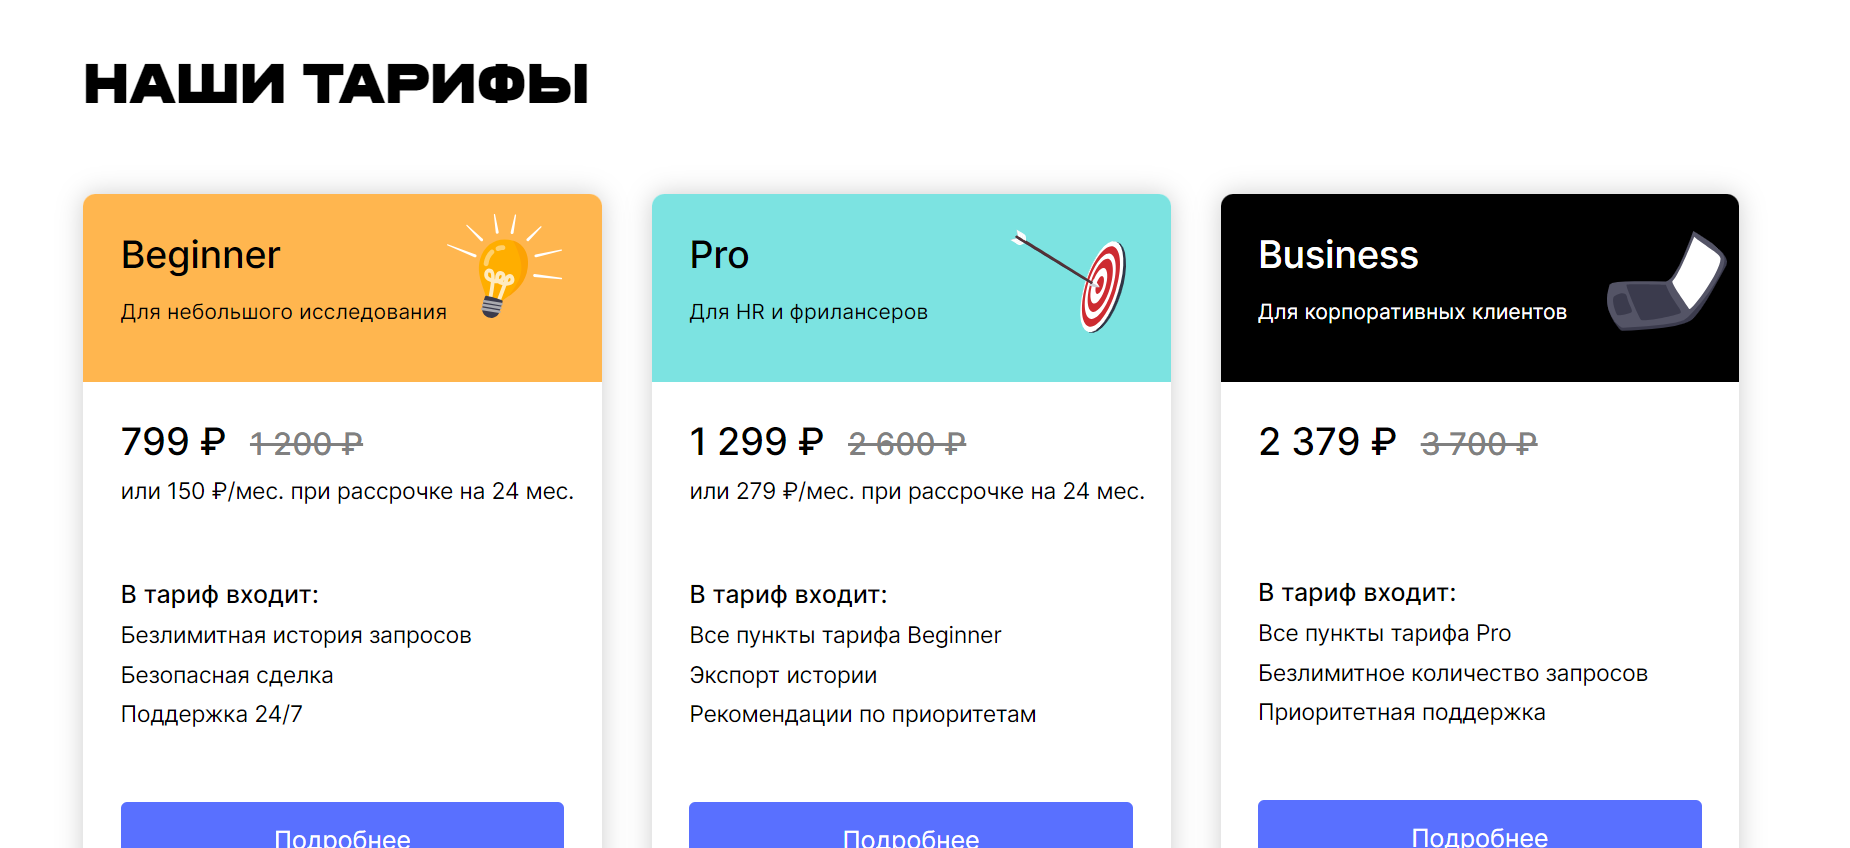 НАШИ ТАРИФЫ
Beginner
Для небольшого исследования
799 ₽ 1 200 ₽
или 150 ₽/мес. при рассрочке на 24 мес.
В тариф входит:
Безлимитная история запросов
Безопасная сделка
Поддержка 24/7
Подробнее
Pro
Для HR и фрилансеров
1 299 ₽ 2 600 ₽
или 279 ₽/мес. при рассрочке на 24 мес.
В тариф входит:
Все пункты тарифа Beginner
Экспорт истории
Рекомендации по приоритетам
Подробнее
Business
Для корпоративных клиентов
2 379 ₽ 3 700 ₽
В тариф входит:
Все пункты тарифа Pro
Безлимитное количество запросов
Приоритетная поддержка
Подробнее